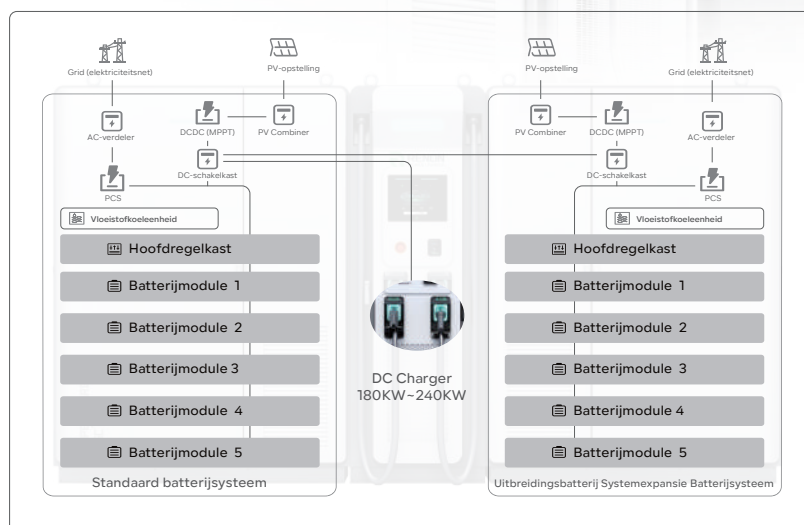 Grid (elektriciteitsnet)
PV-opstelling
AC-verdeler
DCDC (MPPT)
PV Combiner
DC-schakelkast
PCS
Vloeistofkoeleenheid
Hoofdregelkast
Batterijmodule 1
Batterijmodule 2
Batterijmodule 3
Batterijmodule 4
Batterijmodule 5
Standaard batterijsysteem
DC Charger
180KW~240KW
PV-opstelling
Grid (elektriciteitsnet)
PV Combiner
DCDC (MPPT)
AC-verdeler
DC-schakelkast
PCS
Vloeistofkoeleenheid
Hoofdregelkast
Batterijmodule 1
Batterijmodule 2
Batterijmodule 3
Batterijmodule 4
Batterijmodule 5
Uitbreidingsbatterij Systemexpansie Batterijsysteem